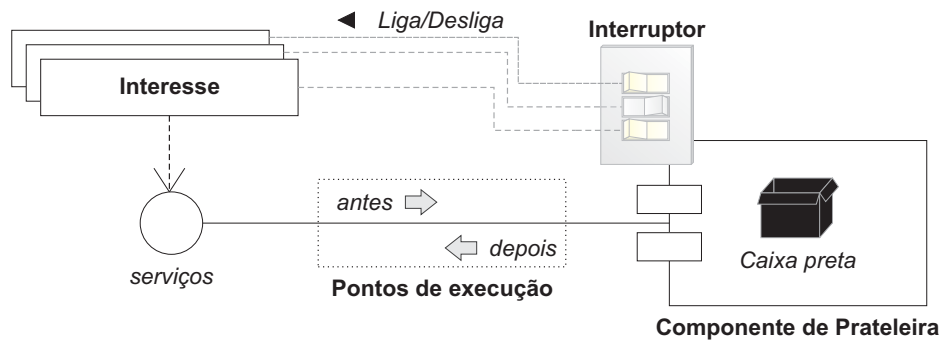 ◄ Liga/Desliga
Interruptor
Interesse
antes
depois
serviços
Pontos de execução
Caixa preta
Componente de Prateleira